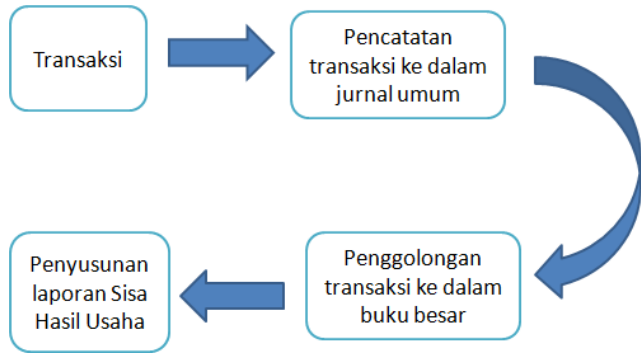 Transaksi
Pencatatan
transaksi ke dalam
jurnal umum
Penggolongan
transaksi ke dalam
buku besar
Penyusunan
laporan Sisa
Hasil Usaha